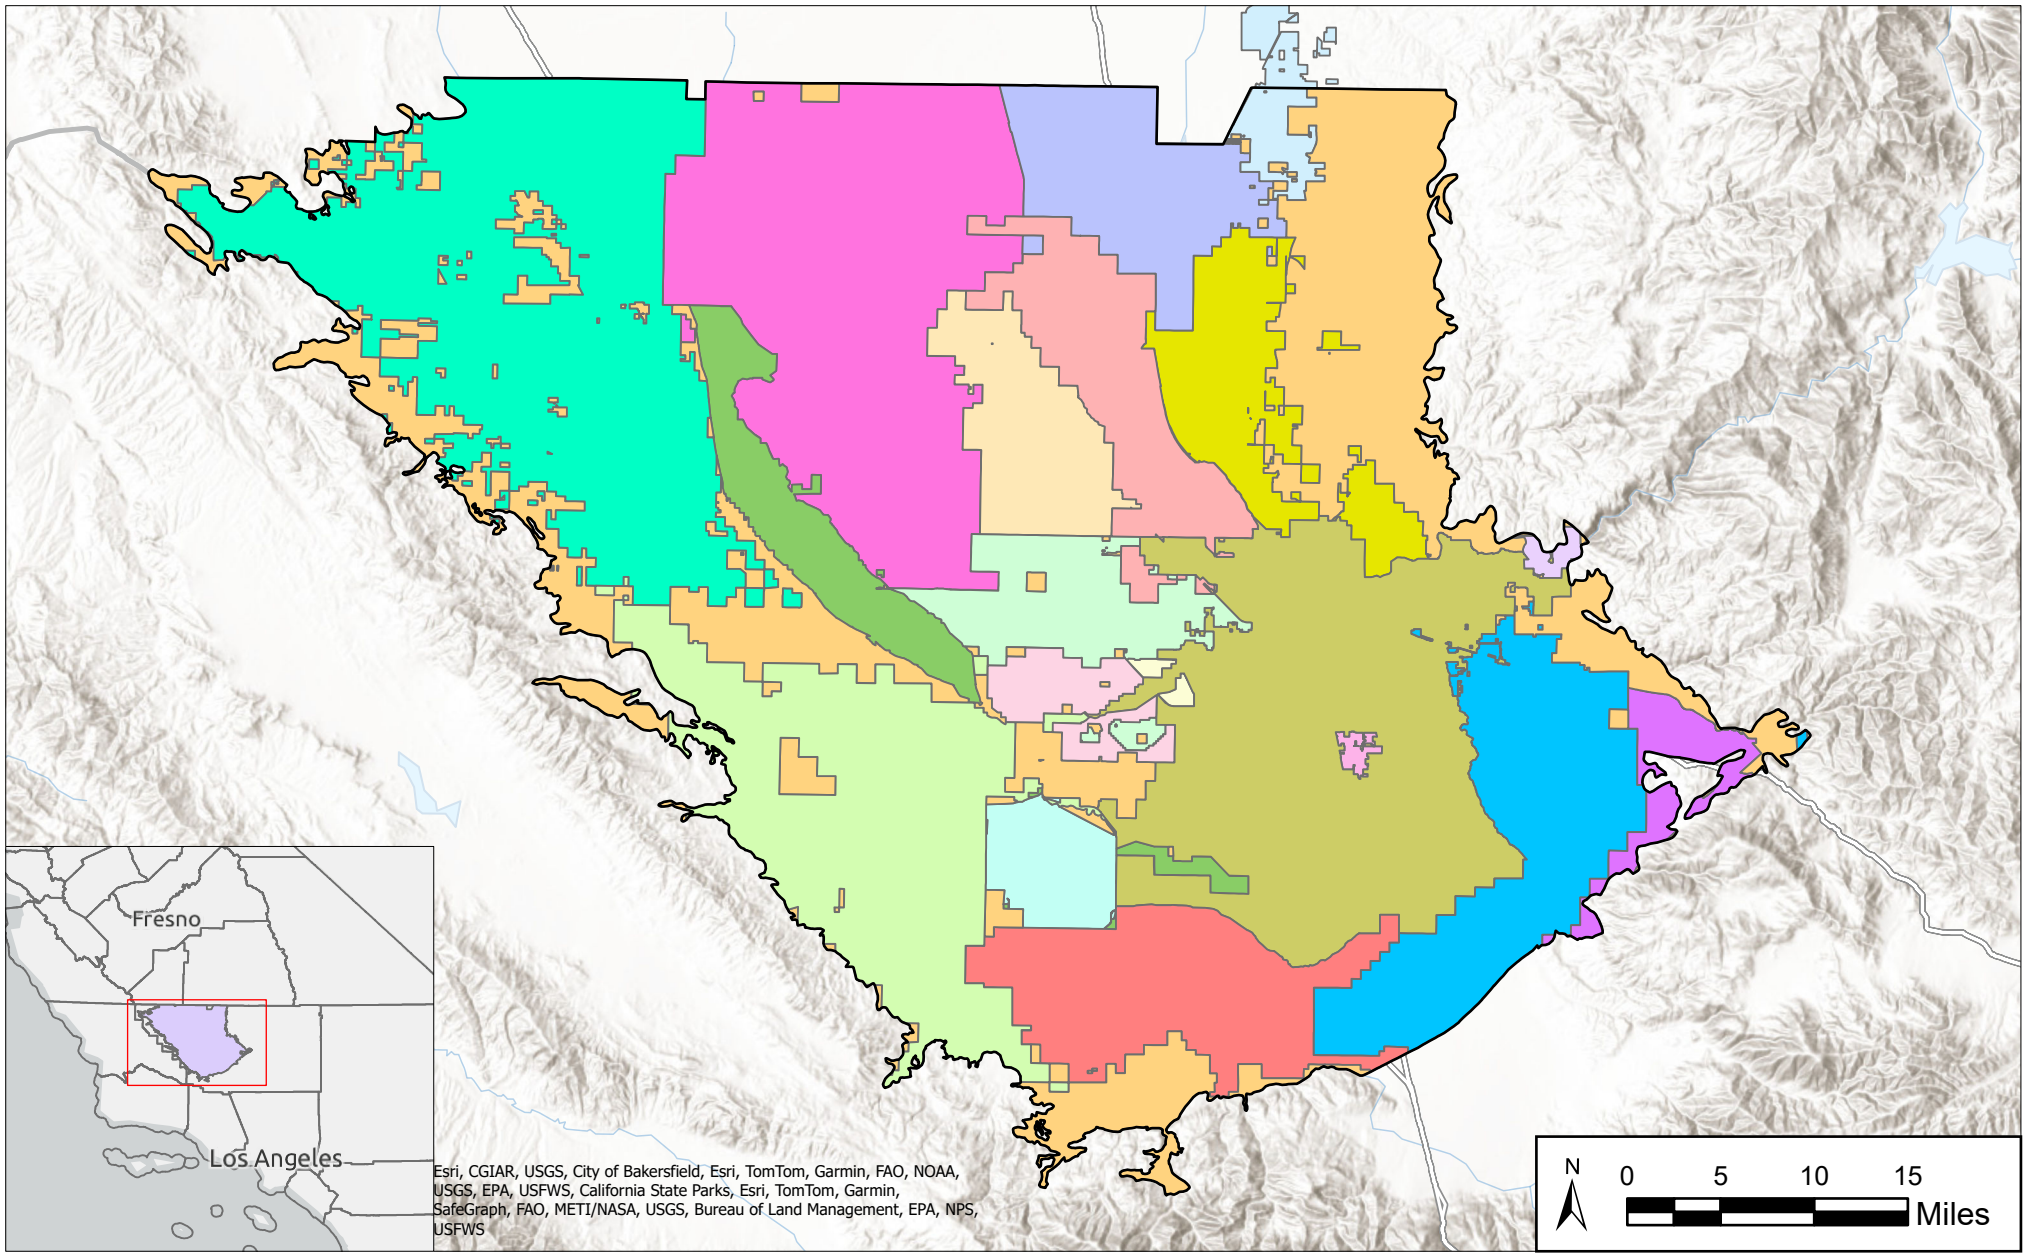 Fresno
Los Angeles
Esri, CGIAR, USGS, City of Bakersfield, Esri, TomTom, Garmin, FAO, NOAA,
USGS, EPA, USFWS, California State Parks, Esri, TomTom, Garmin,
SafeGraph, FAO, METI/NASA, USGS, Bureau of Land Management, EPA, NPS,
USFWS
N
0 5 10 15
Miles